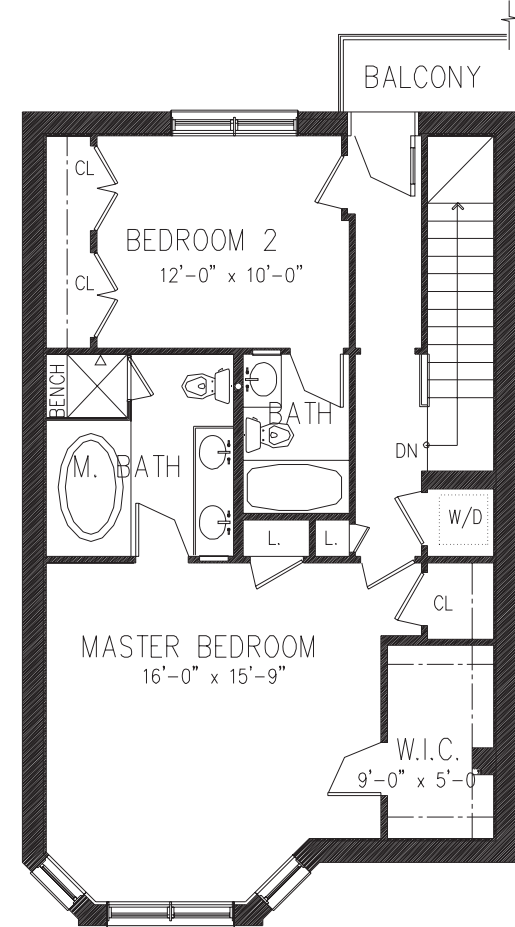 BALCONY
CL
BEDROOM 2
12'-0" x 10'-0"
CL
BENCH
BATH
M. BATH
DN
W/D
L.
L.
CL
MASTER BEDROOM
16'-0" x 15'-9"
W.I.C.
9'-0" x 5'-0